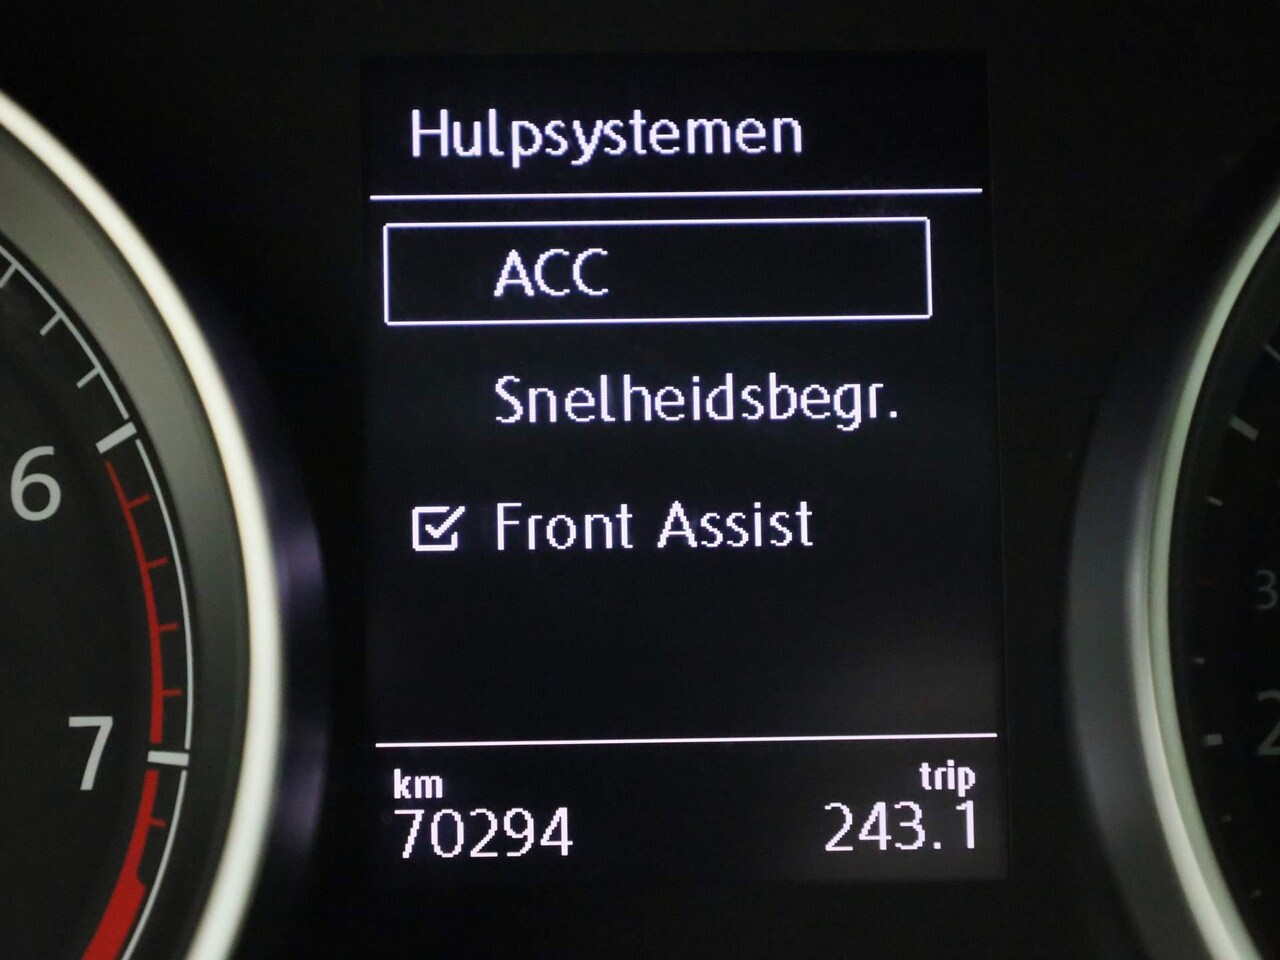 Hulpsystemen
ACC
Snelheidsbegr.
Front Assist
km
trip
70294
243.1
6
7